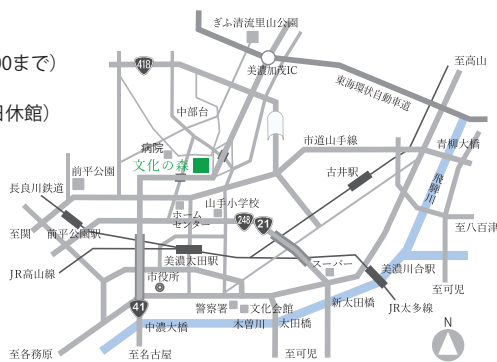 ぎふ清流里山公園
00まで)
美濃加茂IC
至高山
418
東海環状自動車道
日休館)
中部台
市道山手線
青柳大橋
病院
文化の森
前平公園
古井駅
飛騨川
長良川鉄道
山手小学校
ホーム
センター
248
21
至八百津
至関
前平公園駅
美濃太田駅
スーパー
美濃川合駅
JR高山線
市役所
至可児
41
警察署
文化会館
新太田橋
JR太多線
中濃大橋
木曽川
太田橋
N
至各務原
至名古屋
至可児